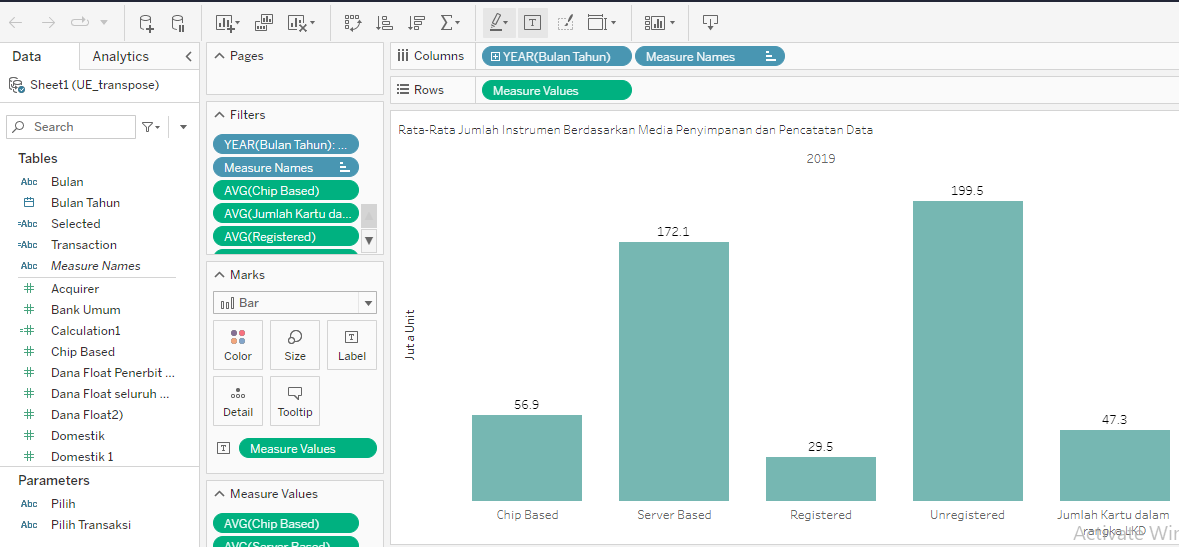 Data
Analytics
Sheet1 (UE_transpose)
Search
Tables
Abc Bulan
Bulan Tahun
=Abc Selected
=Abc Transaction
Abc Measure Names
# Acquirer
# Bank Umum
=# Calculation1
# Chip Based
# Dana Float Penerbit ...
# Dana Float seluruh ...
# Dana Float2)
# Domestik
# Domestik 1
Parameters
Abc Pilih
Abc Pilih Transaksi
Pages
Filters
YEAR(Bulan Tahun): ...
Measure Names
AVG(Chip Based)
AVG(Jumlah Kartu da...
AVG(Registered)
Marks
Bar
Color
Size
T
Label
Detail
Tooltip
T Measure Values
Measure Values
AVG(Chip Based)
AVG(Server Based)
Columns
YEAR(Bulan Tahun)
Measure Names
Rows
Measure Values
Rata-Rata Jumlah Instrumen Berdasarkan Media Penyimpanan dan Pencatatan Data
2019
Juta Unit
56.9
172.1
29.5
199.5
47.3
Chip Based
Server Based
Registered
Unregistered
Jumlah Kartu dalam
rangka LKD
Activate Win